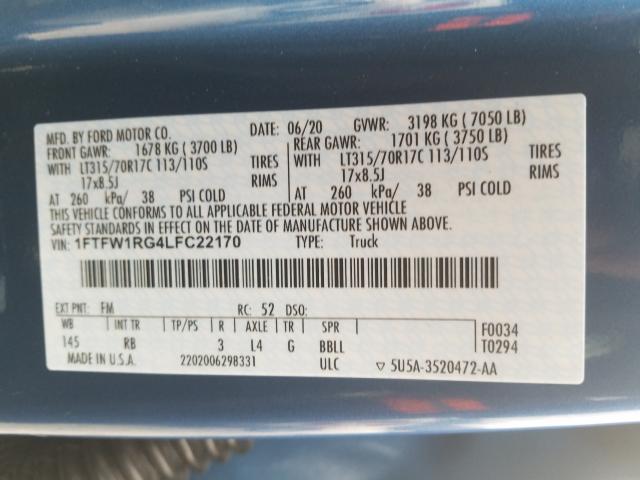 MFD. BY FORD MOTOR CO. DATE: 06/20 GVWR: 3198 KG ( 7050 LB)
FRONT GAWR: 1678 KG ( 3700 LB) REAR GAWR: 1701 KG ( 3750 LB)
WITH LT315/70R17C 113/110S TIRES WITH LT315/70R17C 113/110S TIRES
17x8.5J RIMS 17x8.5J RIMS
AT 260 kPa/ 38 PSI COLD AT 260 kPa/ 38 PSI COLD
THIS VEHICLE CONFORMS TO ALL APPLICABLE FEDERAL MOTOR VEHICLE
SAFETY STANDARDS IN EFFECT ON THE DATE OF MANUFACTURE SHOWN ABOVE.
VIN: 1FTFW1RG4LFC22170 TYPE: Truck
EXT PNT: FM RC: 52 DSO:
WB INT TR TP/PS R AXLE TR SPR F0034
145 RB 3 L4 G BBLL T0294
MADE IN U.S.A. 2202006298331 ULC ▽ 5U5A-3520472-AA